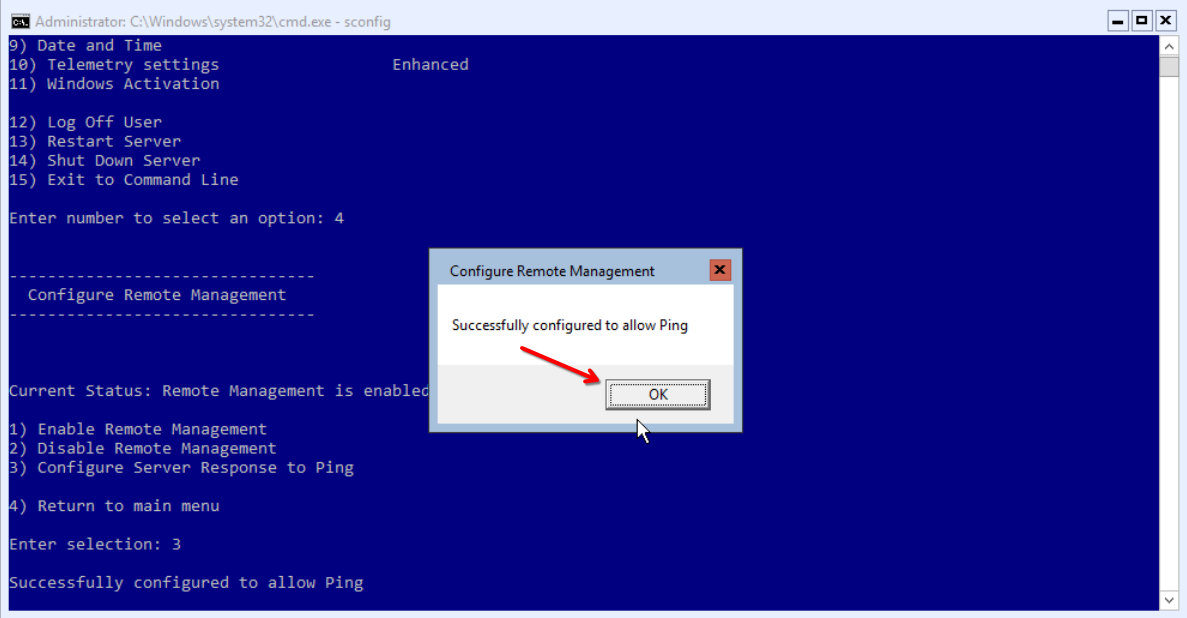 Administrator: C:\Windows\system32\cmd.exe - sconfig
9) Date and Time
10) Telemetry settings Enhanced
11) Windows Activation
12) Log Off User
13) Restart Server
14) Shut Down Server
15) Exit to Command Line
Enter number to select an option: 4
--------------------------------
Configure Remote Management
--------------------------------
Current Status: Remote Management is enabled
1) Enable Remote Management
2) Disable Remote Management
3) Configure Server Response to Ping
4) Return to main menu
Enter selection: 3
Successfully configured to allow Ping
Configure Remote Management
Successfully configured to allow Ping
OK